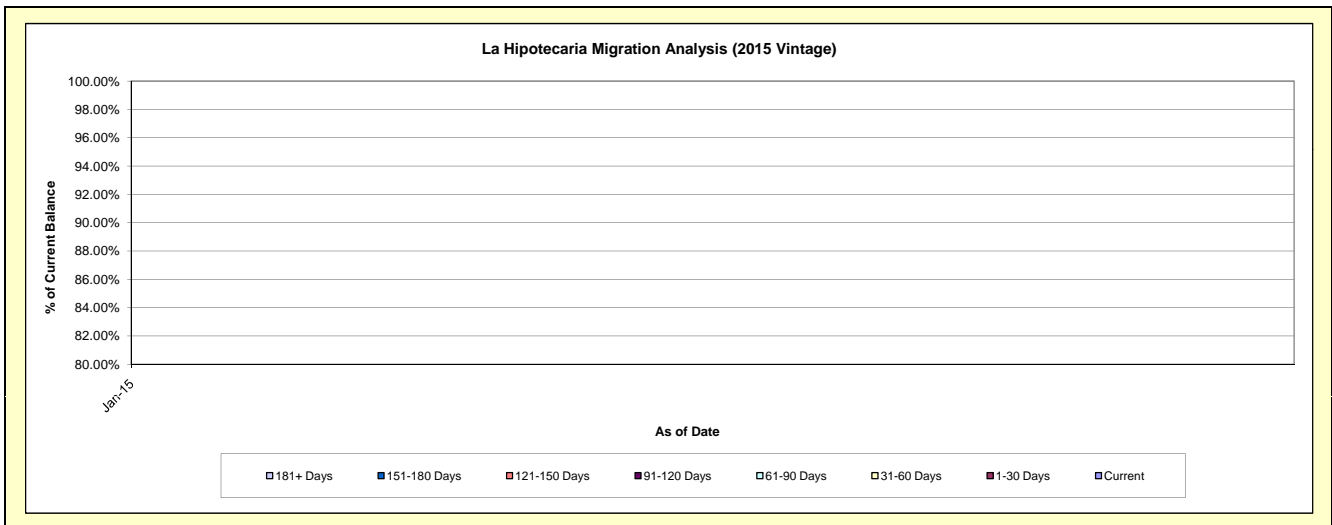 La Hipotecaria Migration Analysis (2015 Vintage)
100.00%
98.00%
96.00%
94.00%
92.00%
90.00%
88.00%
86.00%
84.00%
82.00%
80.00%
% of Current Balance
Jan-15
As of Date
181+ Days 151-180 Days 121-150 Days 91-120 Days 61-90 Days 31-60 Days 1-30 Days Current